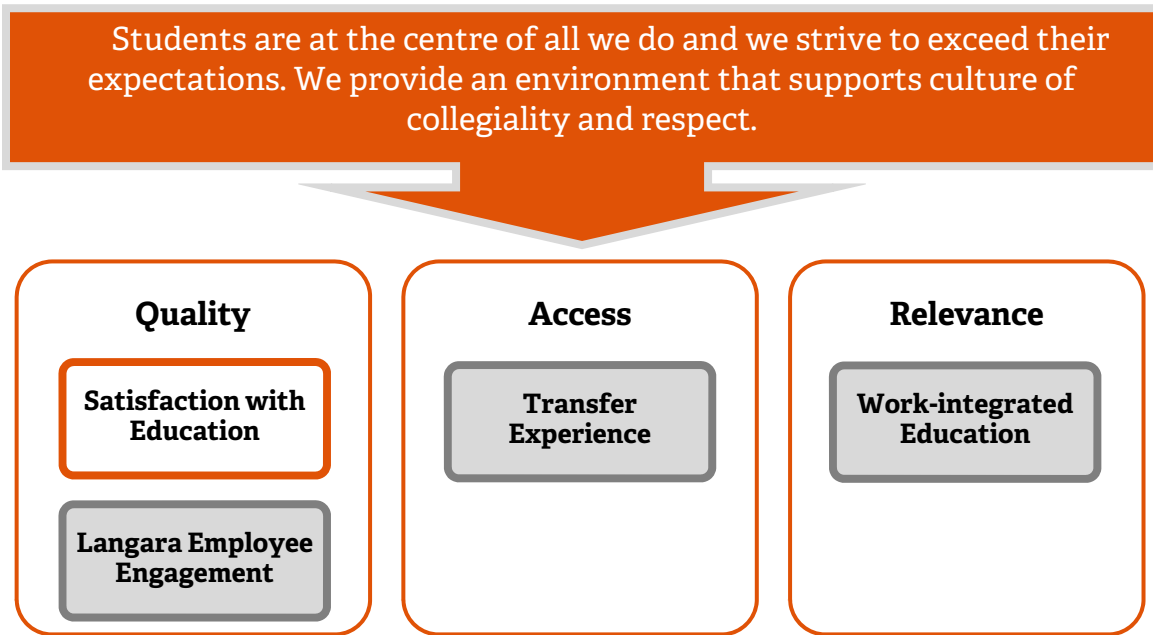 Students are at the centre of all we do and we strive to exceed their
expectations. We provide an environment that supports culture of
collegiality and respect.
Quality
Satisfaction with
Education
Langara Employee
Engagement
Access
Transfer
Experience
Relevance
Work-integrated
Education